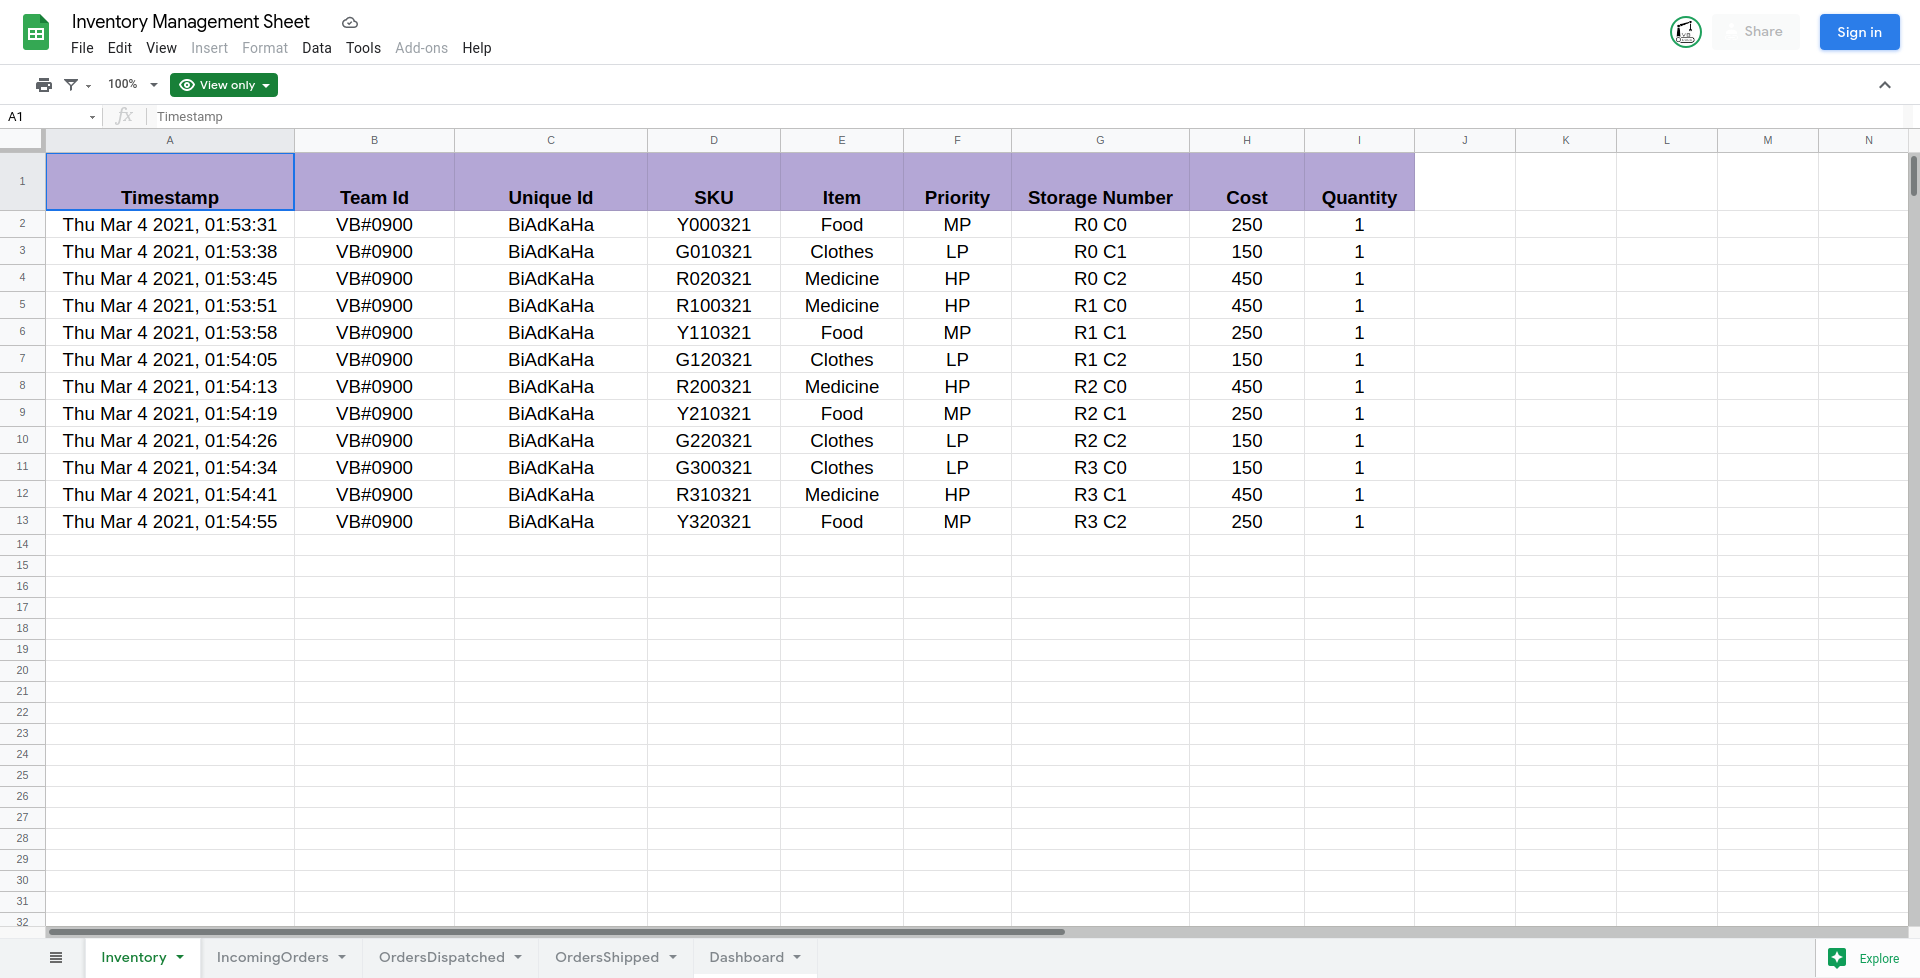 Inventory Management Sheet
File Edit View Insert Format Data Tools Add-ons Help
Share
Sign in
100%
View only
A1 fx Timestamp
A B C D E F G H I J K L M N
1 Timestamp Team Id Unique Id SKU Item Priority Storage Number Cost Quantity
2 Thu Mar 4 2021, 01:53:31 VB#0900 BiAdKaHa Y000321 Food MP R0 C0 250 1
3 Thu Mar 4 2021, 01:53:38 VB#0900 BiAdKaHa G010321 Clothes LP R0 C1 150 1
4 Thu Mar 4 2021, 01:53:45 VB#0900 BiAdKaHa R020321 Medicine HP R0 C2 450 1
5 Thu Mar 4 2021, 01:53:51 VB#0900 BiAdKaHa R100321 Medicine HP R1 C0 450 1
6 Thu Mar 4 2021, 01:53:58 VB#0900 BiAdKaHa Y110321 Food MP R1 C1 250 1
7 Thu Mar 4 2021, 01:54:05 VB#0900 BiAdKaHa G120321 Clothes LP R1 C2 150 1
8 Thu Mar 4 2021, 01:54:13 VB#0900 BiAdKaHa R200321 Medicine HP R2 C0 450 1
9 Thu Mar 4 2021, 01:54:19 VB#0900 BiAdKaHa Y210321 Food MP R2 C1 250 1
10 Thu Mar 4 2021, 01:54:26 VB#0900 BiAdKaHa G220321 Clothes LP R2 C2 150 1
11 Thu Mar 4 2021, 01:54:34 VB#0900 BiAdKaHa G300321 Clothes LP R3 C0 150 1
12 Thu Mar 4 2021, 01:54:41 VB#0900 BiAdKaHa R310321 Medicine HP R3 C1 450 1
13 Thu Mar 4 2021, 01:54:55 VB#0900 BiAdKaHa Y320321 Food MP R3 C2 250 1
14
15
16
17
18
19
20
21
22
23
24
25
26
27
28
29
30
31
32
Inventory IncomingOrders OrdersDispatched OrdersShipped Dashboard Explore